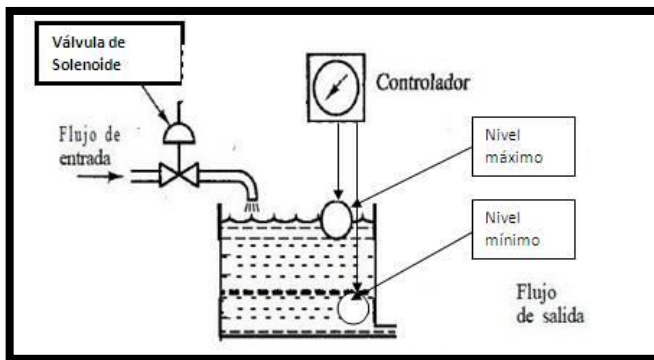 Válvula de
Solenoide
Controlador
Flujo de
entrada
Nivel
máximo
Nivel
mínimo
Flujo
de salida